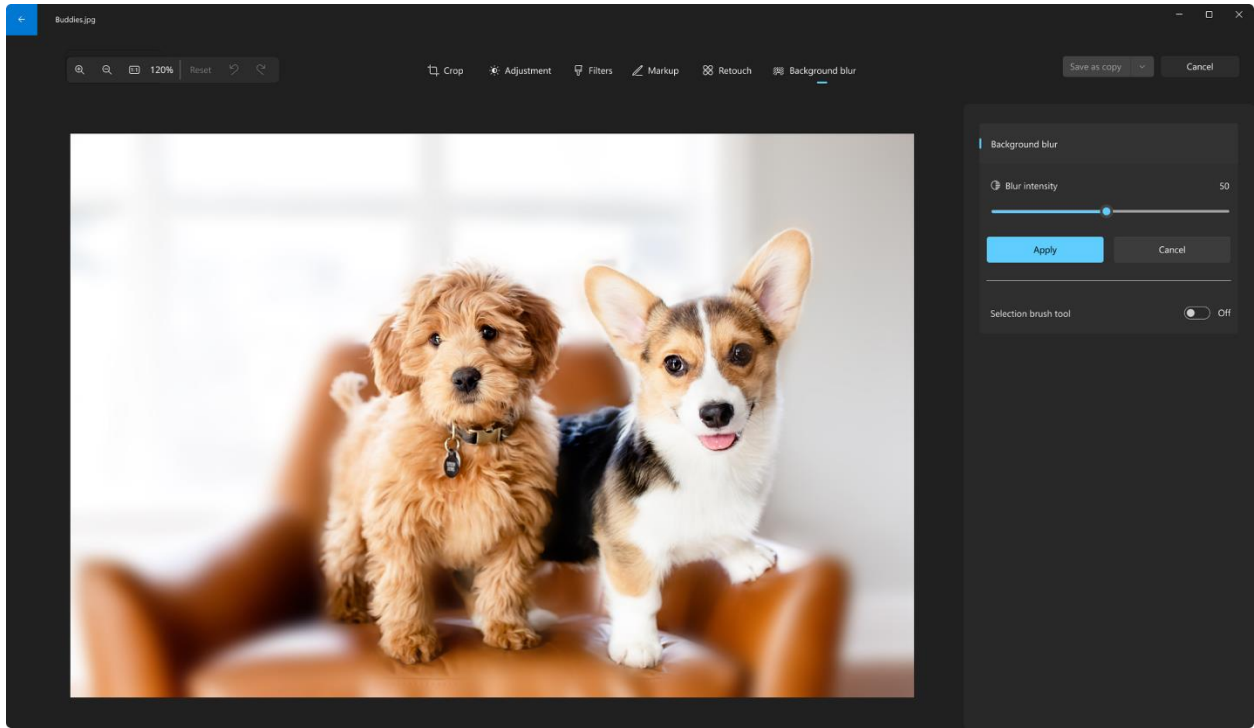 Buddies.jpg
120% Reset
Crop Adjustment Filters Markup Retouch Background blur
Save as copy Cancel
Background blur
Blur intensity 50
Apply Cancel
Selection brush tool Off